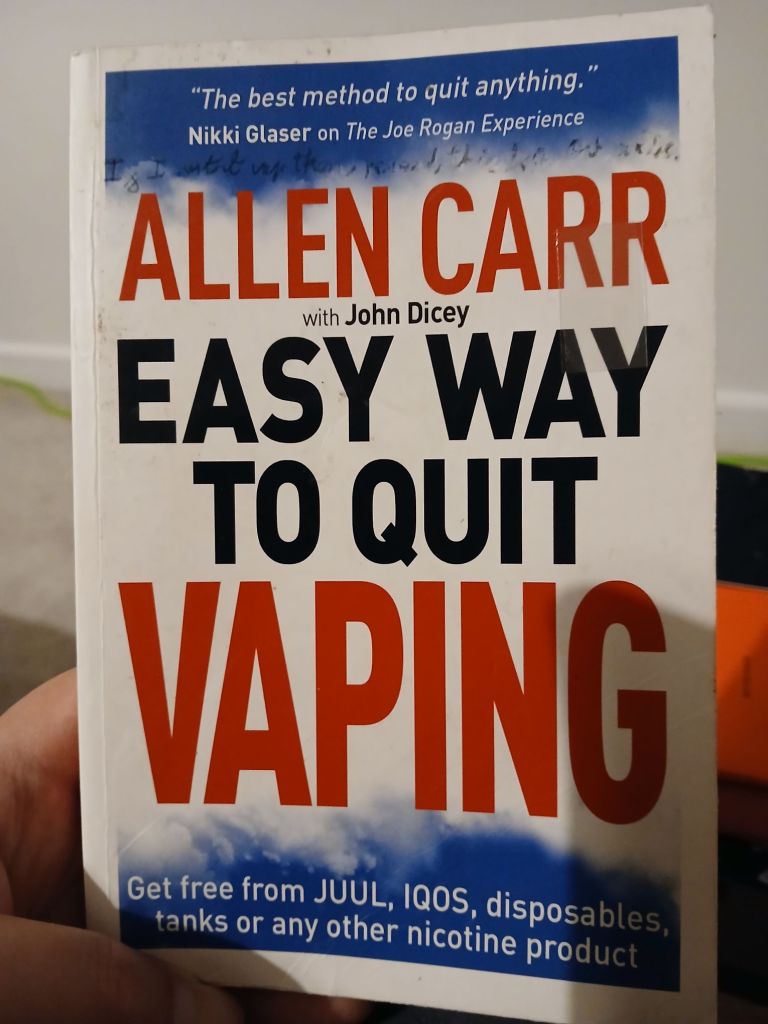 “The best method to quit anything.”
Nikki Glaser on The Joe Rogan Experience
If I
ALLEN CARR
with John Dicey
EASY WAY
TO QUIT
VAPING
Get free from JUUL, IQOS, disposables,
tanks or any other nicotine product